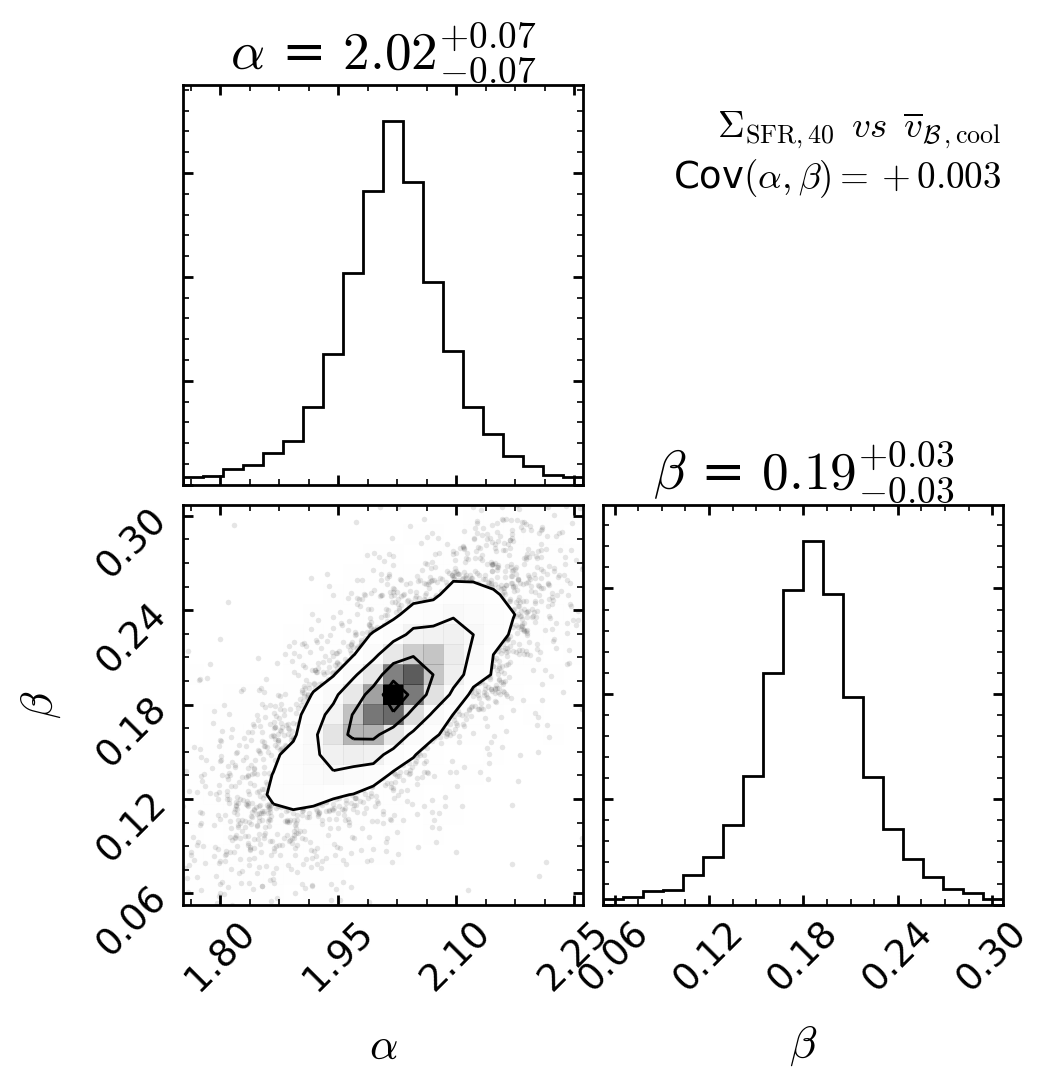 α = 2.02 +0.07 −0.07
Σ SFR, 40 vs v̅ ℬ, cool
Cov(α, β) = +0.003
β = 0.19 +0.03 −0.03
0.30
0.24
0.18
0.12
0.06
β
1.80 1.95 2.10 2.25
0.06 0.12 0.18 0.24 0.30
α
β